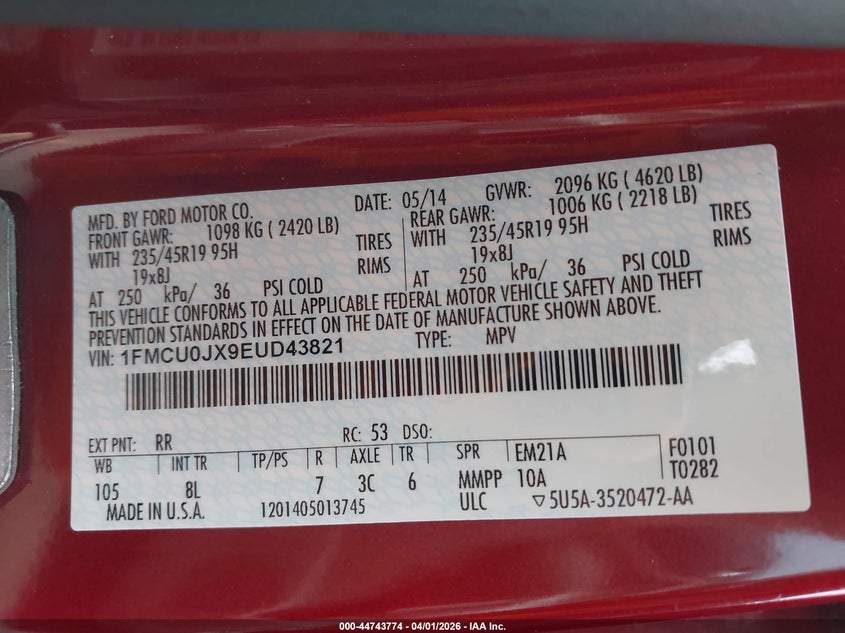 MFD. BY FORD MOTOR CO. DATE: 05/14 GVWR: 2096 KG ( 4620 LB)
FRONT GAWR: 1098 KG ( 2420 LB) REAR GAWR: 1006 KG ( 2218 LB)
WITH 235/45R19 95H TIRES WITH 235/45R19 95H TIRES
19x8J RIMS 19x8J RIMS
AT 250 kPa/ 36 PSI COLD AT 250 kPa/ 36 PSI COLD
THIS VEHICLE CONFORMS TO ALL APPLICABLE FEDERAL MOTOR VEHICLE SAFETY AND THEFT
PREVENTION STANDARDS IN EFFECT ON THE DATE OF MANUFACTURE SHOWN ABOVE.
VIN: 1FMCU0JX9EUD43821 TYPE: MPV
EXT PNT: RR RC: 53 DSO:
WB INT TR TP/PS R AXLE TR SPR EM21A F0101
105 8L 7 3C 6 MMPP 10A T0282
MADE IN U.S.A. 1201405013745 ULC ▽5U5A-3520472-AA
000-44743774 | 04/01/2026 - IAA Inc.